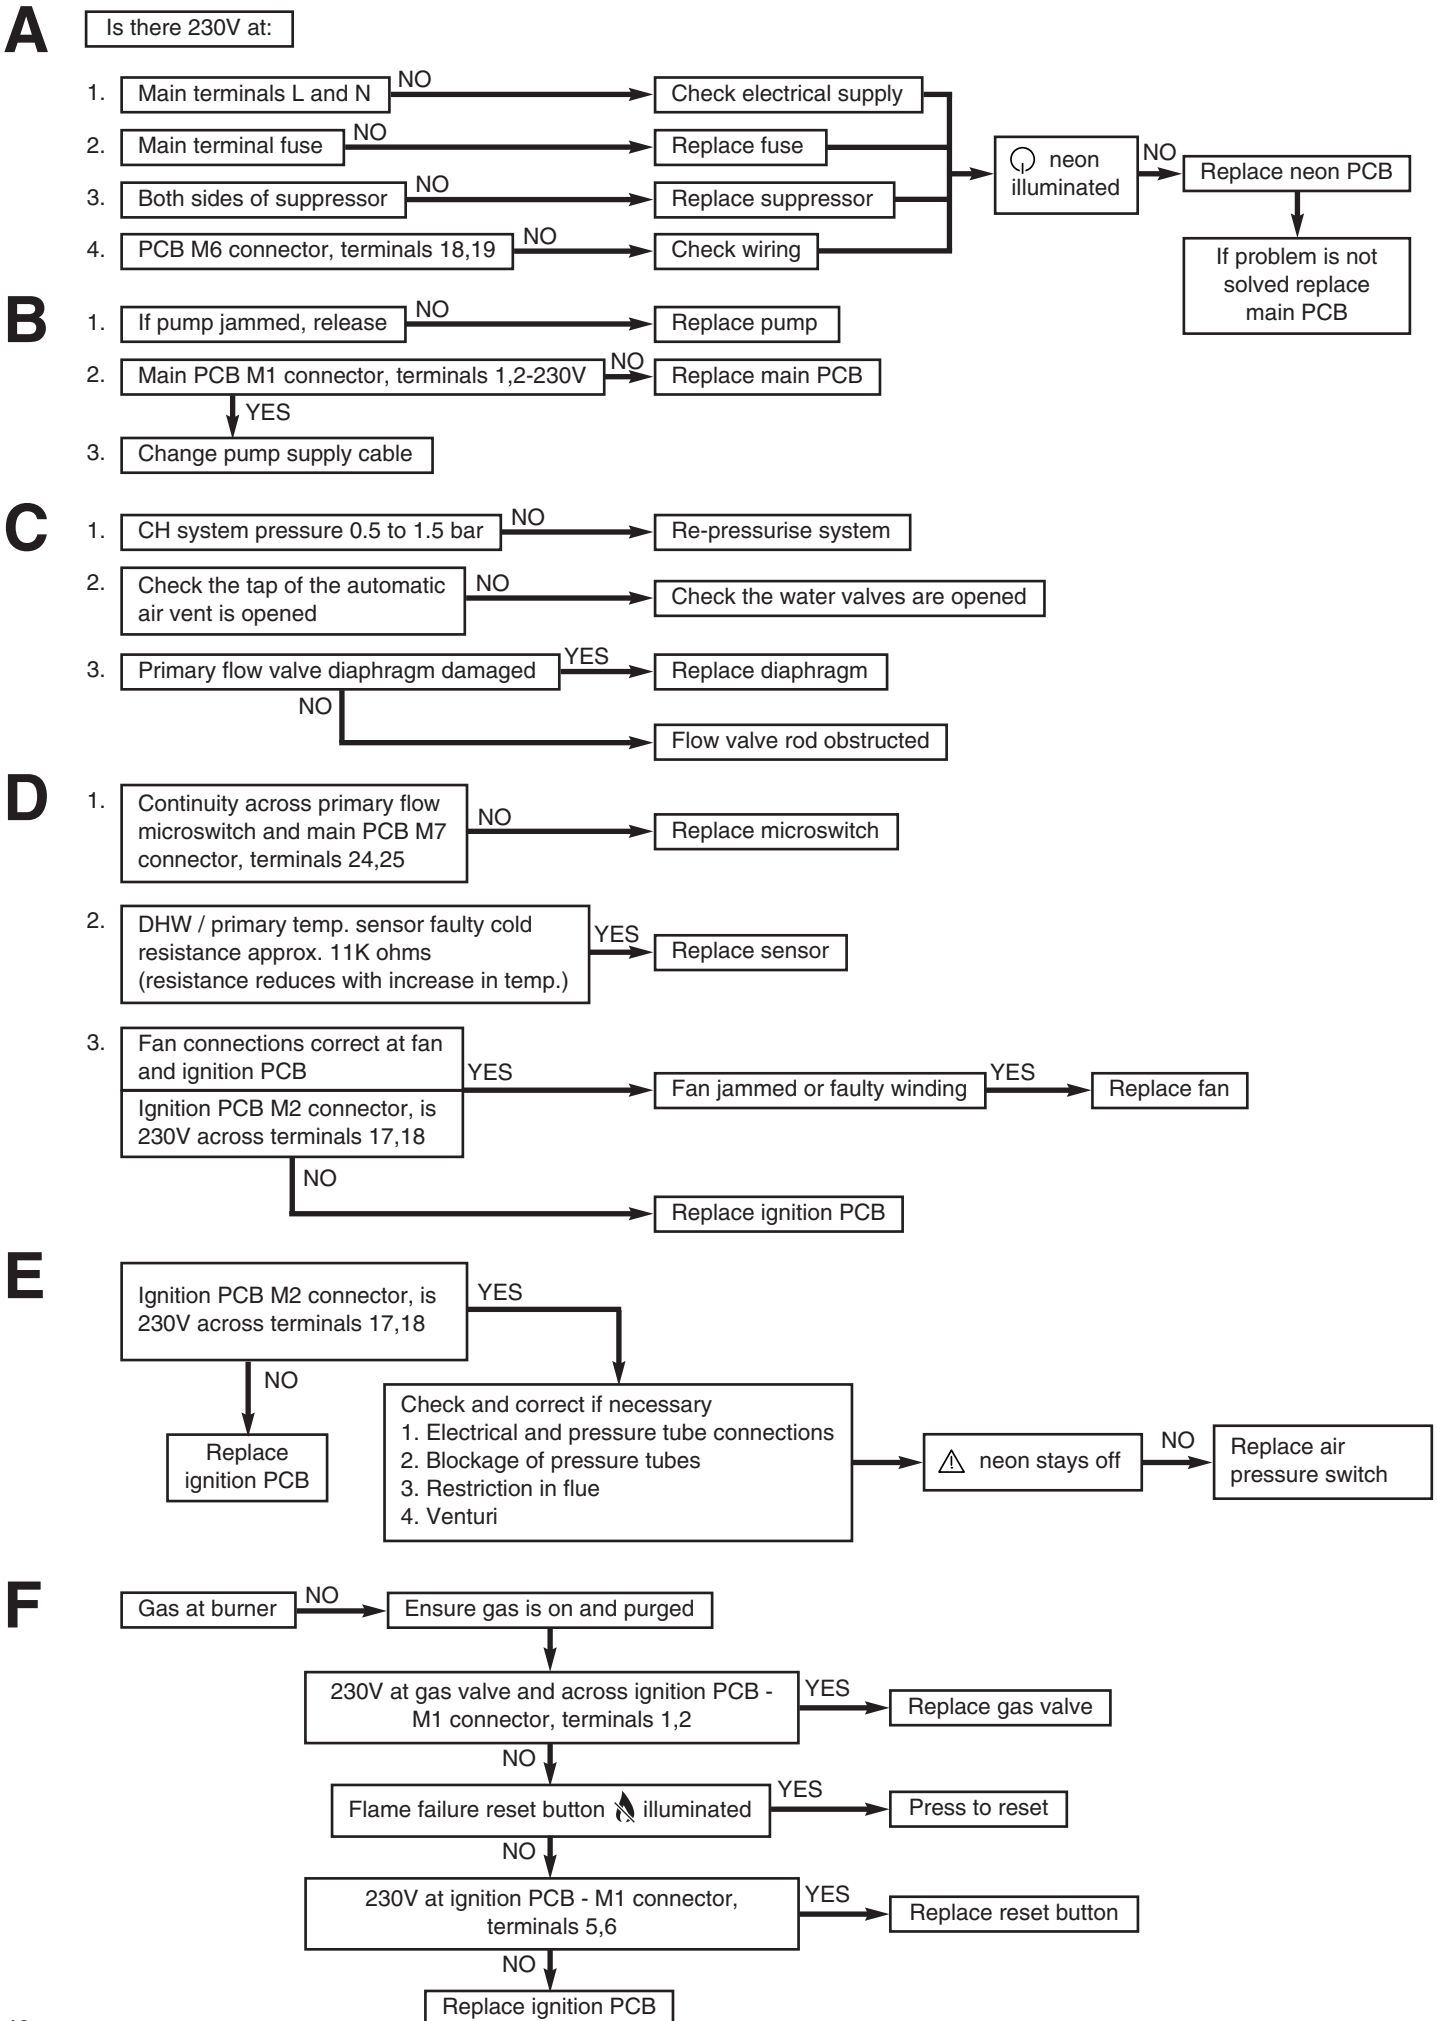 A
Is there 230V at:
1. Main terminals L and N NO Check electrical supply
2. Main terminal fuse NO Replace fuse
3. Both sides of suppressor NO Replace suppressor
4. PCB M6 connector, terminals 18,19 NO Check wiring
neon
illuminated
NO
Replace neon PCB
If problem is not
solved replace
main PCB
B
1. If pump jammed, release NO Replace pump
2. Main PCB M1 connector, terminals 1,2-230V NO Replace main PCB
YES
3. Change pump supply cable
C
1. CH system pressure 0.5 to 1.5 bar NO Re-pressurise system
2. Check the tap of the automatic
air vent is opened
NO
Check the water valves are opened
3. Primary flow valve diaphragm damaged YES Replace diaphragm
NO
Flow valve rod obstructed
D
1. Continuity across primary flow
microswitch and main PCB M7
connector, terminals 24,25
NO
Replace microswitch
2. DHW / primary temp. sensor faulty cold
resistance approx. 11K ohms
(resistance reduces with increase in temp.)
YES
Replace sensor
3. Fan connections correct at fan
and ignition PCB
Ignition PCB M2 connector, is
230V across terminals 17,18
YES
Fan jammed or faulty winding YES Replace fan
NO
Replace ignition PCB
E
Ignition PCB M2 connector, is
230V across terminals 17,18
YES
NO
Replace
ignition PCB
Check and correct if necessary
1. Electrical and pressure tube connections
2. Blockage of pressure tubes
3. Restriction in flue
4. Venturi
neon stays off
NO
Replace air
pressure switch
F
Gas at burner NO Ensure gas is on and purged
230V at gas valve and across ignition PCB -
M1 connector, terminals 1,2
YES
Replace gas valve
NO
Flame failure reset button illuminated
YES
Press to reset
NO
230V at ignition PCB - M1 connector,
terminals 5,6
YES
Replace reset button
NO
Replace ignition PCB